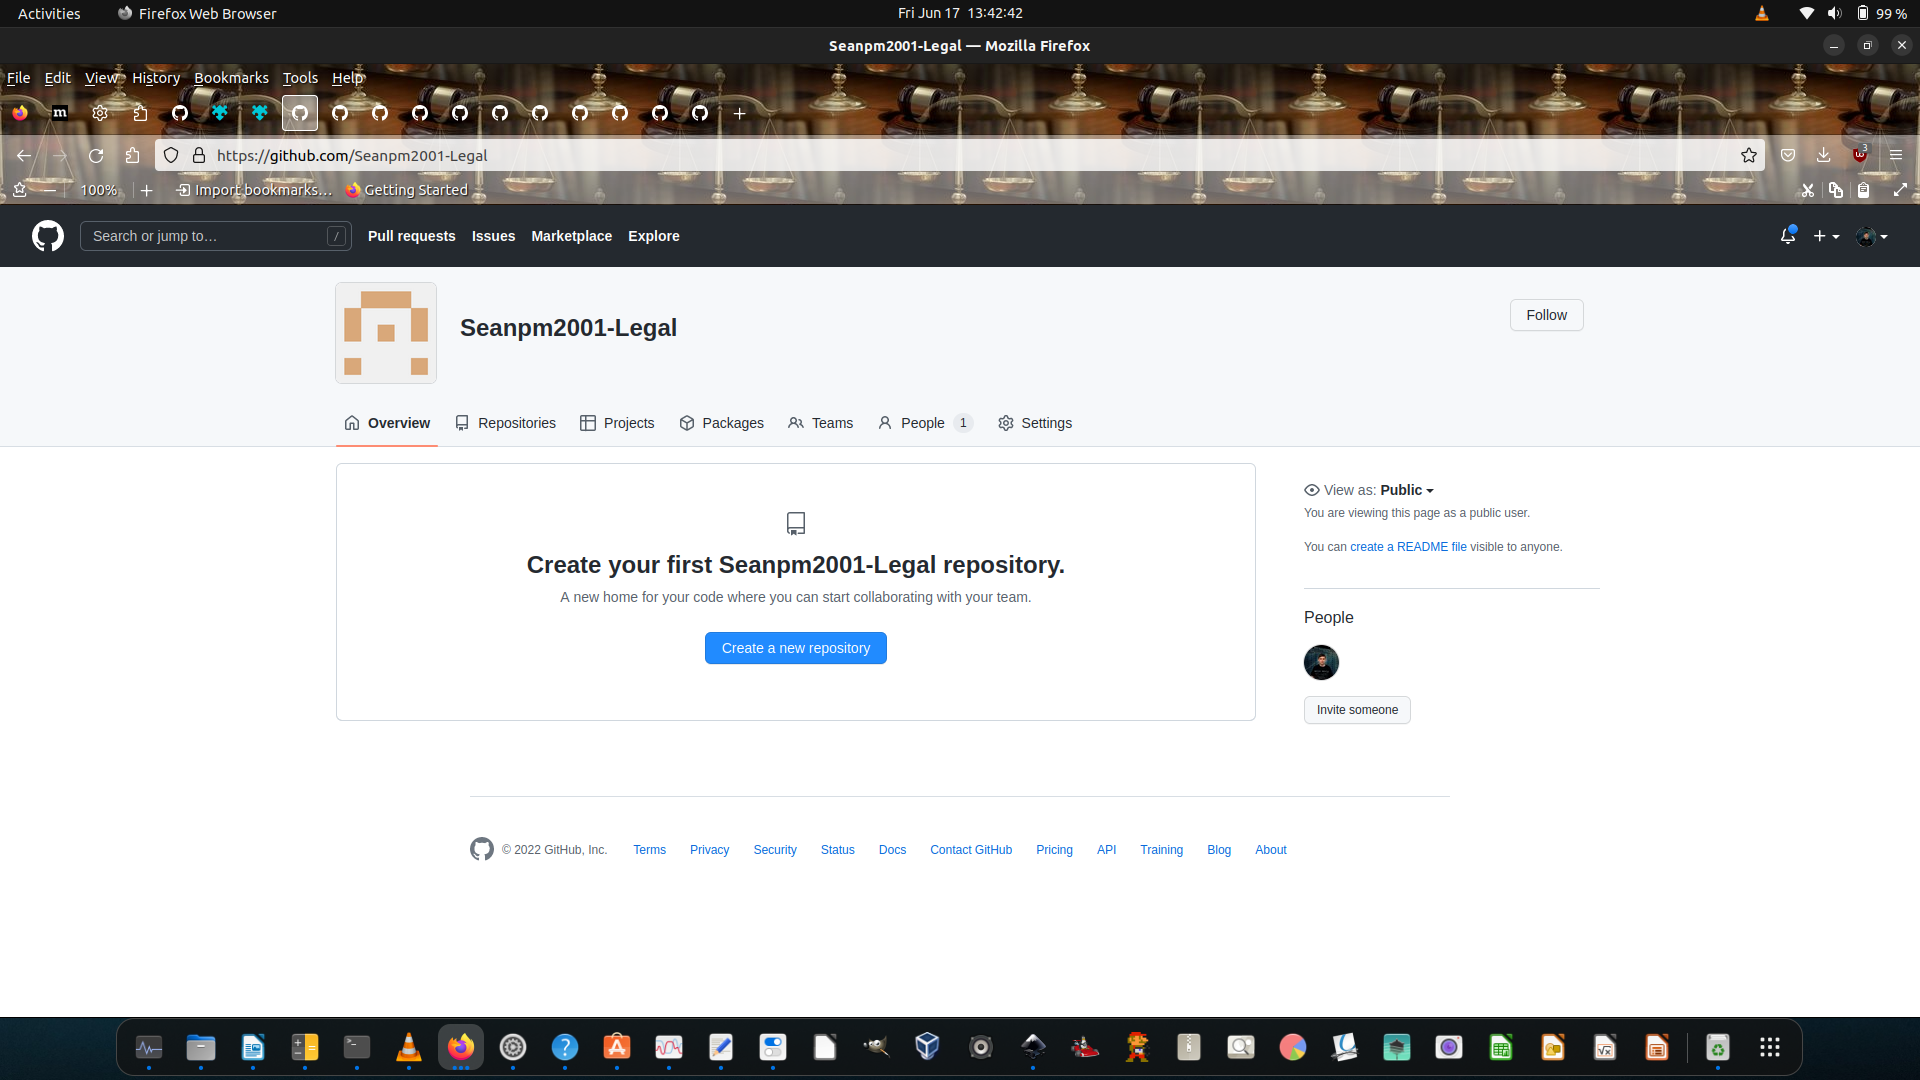 Activities Firefox Web Browser Fri Jun 17 13:42:42 99 %
Seanpm2001-Legal — Mozilla Firefox
File Edit View History Bookmarks Tools Help
m
https://github.com/Seanpm2001-Legal 3
100% Import bookmarks… Getting Started
Search or jump to… / Pull requests Issues Marketplace Explore
Seanpm2001-Legal
Follow
Overview Repositories Projects Packages Teams People 1 Settings
View as: Public
You are viewing this page as a public user.
You can create a README file visible to anyone.
Create your first Seanpm2001-Legal repository.
A new home for your code where you can start collaborating with your team.
Create a new repository
People
Invite someone
© 2022 GitHub, Inc. Terms Privacy Security Status Docs Contact GitHub Pricing API Training Blog About